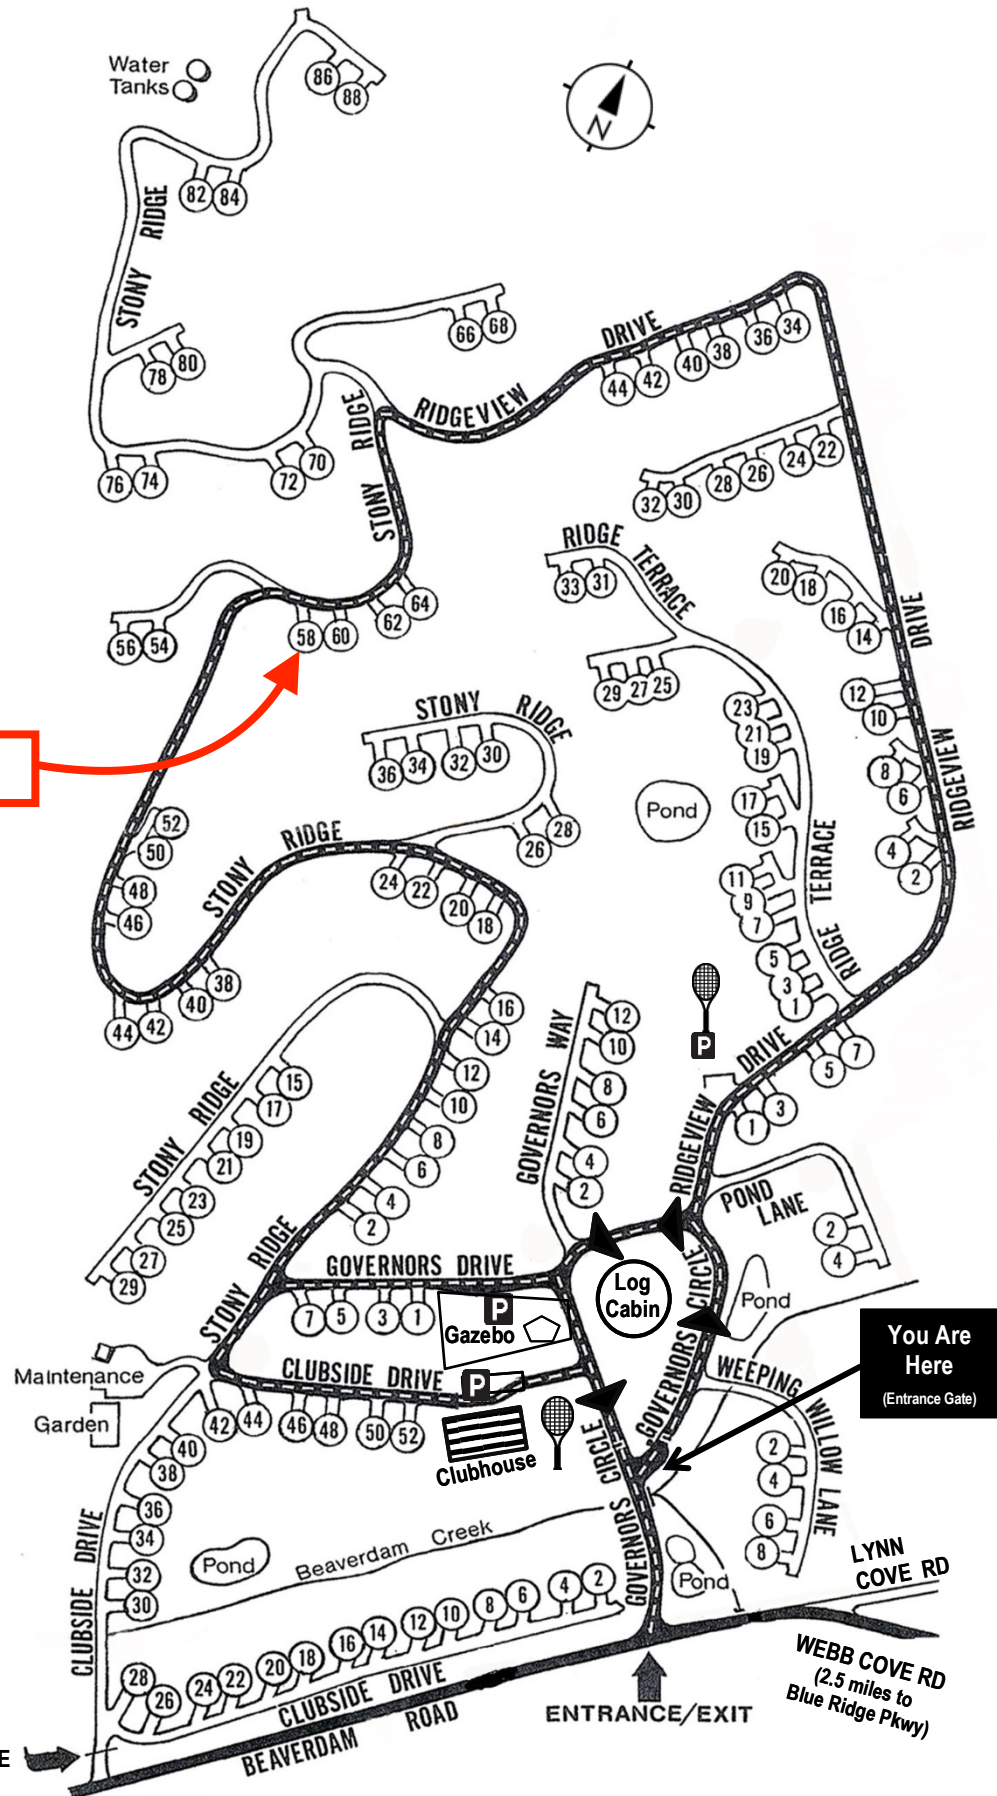 86
88
Water
Tanks
N
82
84
STONY
RIDGE
66
68
DRIVE
34
36
38
40
42
44
78
80
RIDGEVIEW
STONY
RIDGE
70
72
74
76
22
24
26
28
30
32
RIDGE
TERRACE
33
31
20
18
16
14
DRIVE
64
62
60
58
56
54
29
27
25
12
10
STONY
RIDGE
36
34
32
30
23
21
19
RIDGEVIEW
8
6
17
15
Pond
28
26
52
50
48
46
RIDGE
STONY
4
2
24
22
20
18
TERRACE
RIDGE
11
9
7
5
3
1
38
40
42
44
16
14
12
10
8
6
4
2
GOVERNORS WAY
12
10
8
6
4
2
P
DRIVE
7
5
3
1
RIDGEVIEW
STONY RIDGE
15
17
19
21
23
25
27
29
POND
LANE
2
4
STONY RIDGE
GOVERNORS DRIVE
7
5
3
1
P
Gazebo
Log
Cabin
GOVERNORS CIRCLE
Pond
You Are
Here
(Entrance Gate)
Maintenance
Garden
CLUBSIDE DRIVE
P
WEEPING
WILLOW LANE
42
44
46
48
50
52
Clubhouse
GOVERNORS CIRCLE
40
38
36
34
32
30
2
4
6
8
CLUBSIDE DRIVE
Pond
Beaverdam Creek
Pond
LYNN
COVE RD
28
26
24
22
20
18
16
14
12
10
8
6
4
2
CLUBSIDE DRIVE
BEAVERDAM ROAD
ENTRANCE/EXIT
WEBB COVE RD
(2.5 miles to
Blue Ridge Pkwy)
E